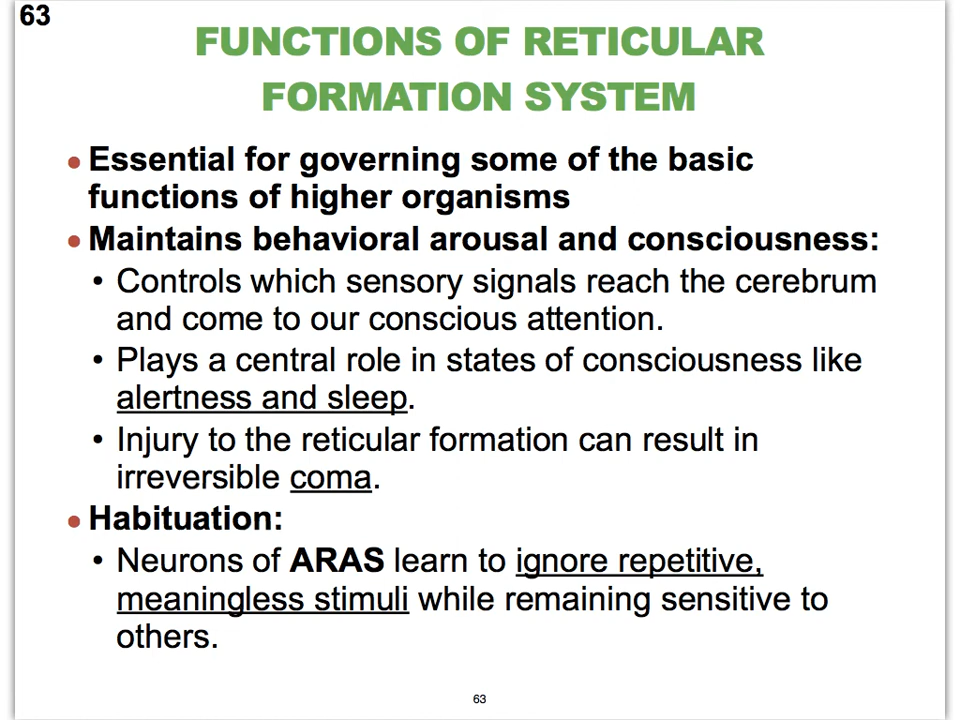 63
FUNCTIONS OF RETICULAR
FORMATION SYSTEM
• Essential for governing some of the basic
functions of higher organisms
• Maintains behavioral arousal and consciousness:
• Controls which sensory signals reach the cerebrum
and come to our conscious attention.
• Plays a central role in states of consciousness like
alertness and sleep.
• Injury to the reticular formation can result in
irreversible coma.
• Habituation:
• Neurons of ARAS learn to ignore repetitive,
meaningless stimuli while remaining sensitive to
others.
63